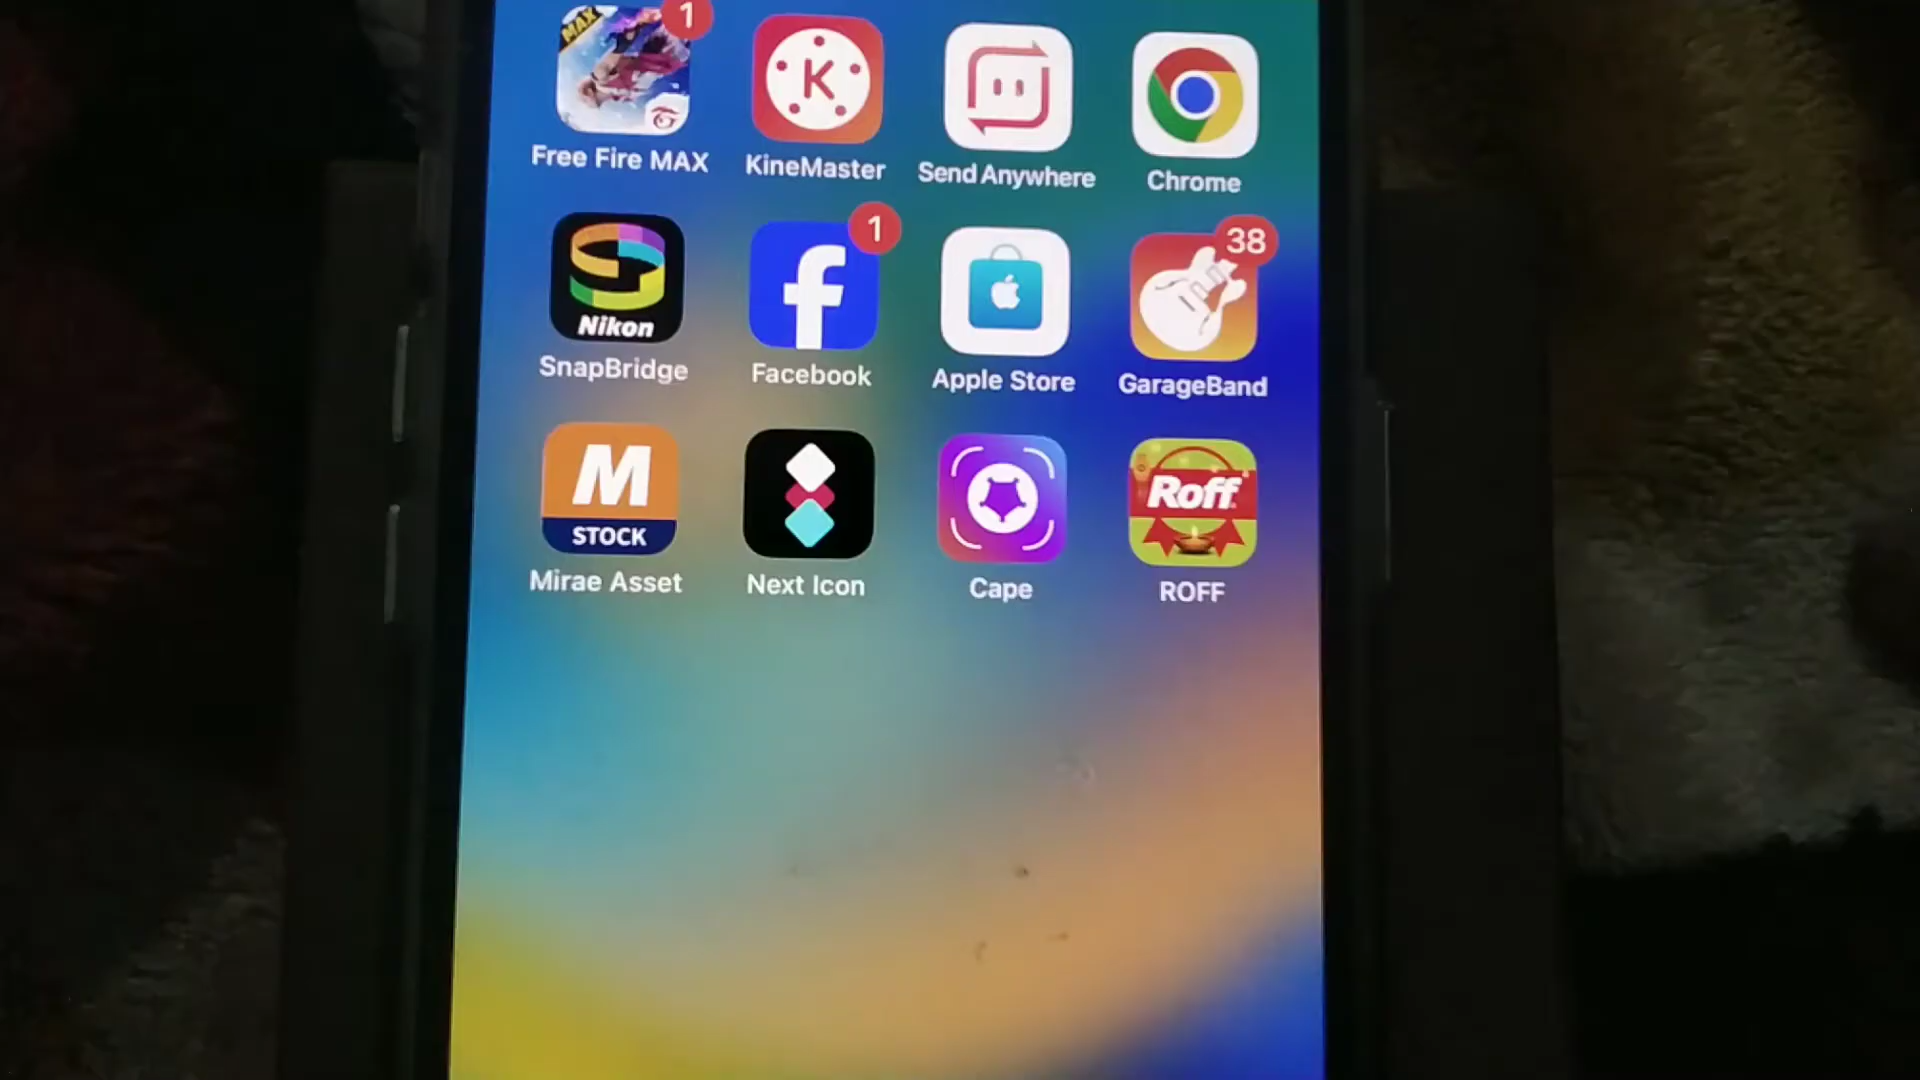 MAX
1
K
Free Fire MAX
KineMaster
Send Anywhere
Chrome
1
38
Nikon
f
SnapBridge
Facebook
Apple Store
GarageBand
M
STOCK
Roff
Mirae Asset
Next Icon
Cape
ROFF